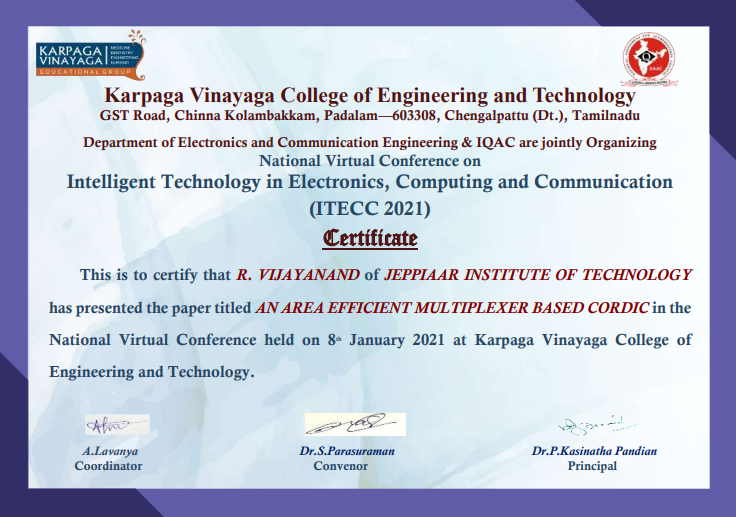 KARPAGA
VINAYAGA
MEDICINE
DENTISTRY
ENGINEERING
NURSING
EDUCATIONAL GROUP
NAAC
Karpaga Vinayaga College of Engineering and Technology
GST Road, Chinna Kolambakkam, Padalam—603308, Chengalpattu (Dt.), Tamilnadu
Department of Electronics and Communication Engineering & IQAC are jointly Organizing
National Virtual Conference on
Intelligent Technology in Electronics, Computing and Communication
(ITECC 2021)
Certificate
This is to certify that R. VIJAYANAND of JEPPIAAR INSTITUTE OF TECHNOLOGY
has presented the paper titled AN AREA EFFICIENT MULTIPLEXER BASED CORDIC in the
National Virtual Conference held on 8th January 2021 at Karpaga Vinayaga College of
Engineering and Technology.
A.Lavanya
Coordinator
Dr.S.Parasuraman
Convenor
Dr.P.Kasinatha Pandian
Principal